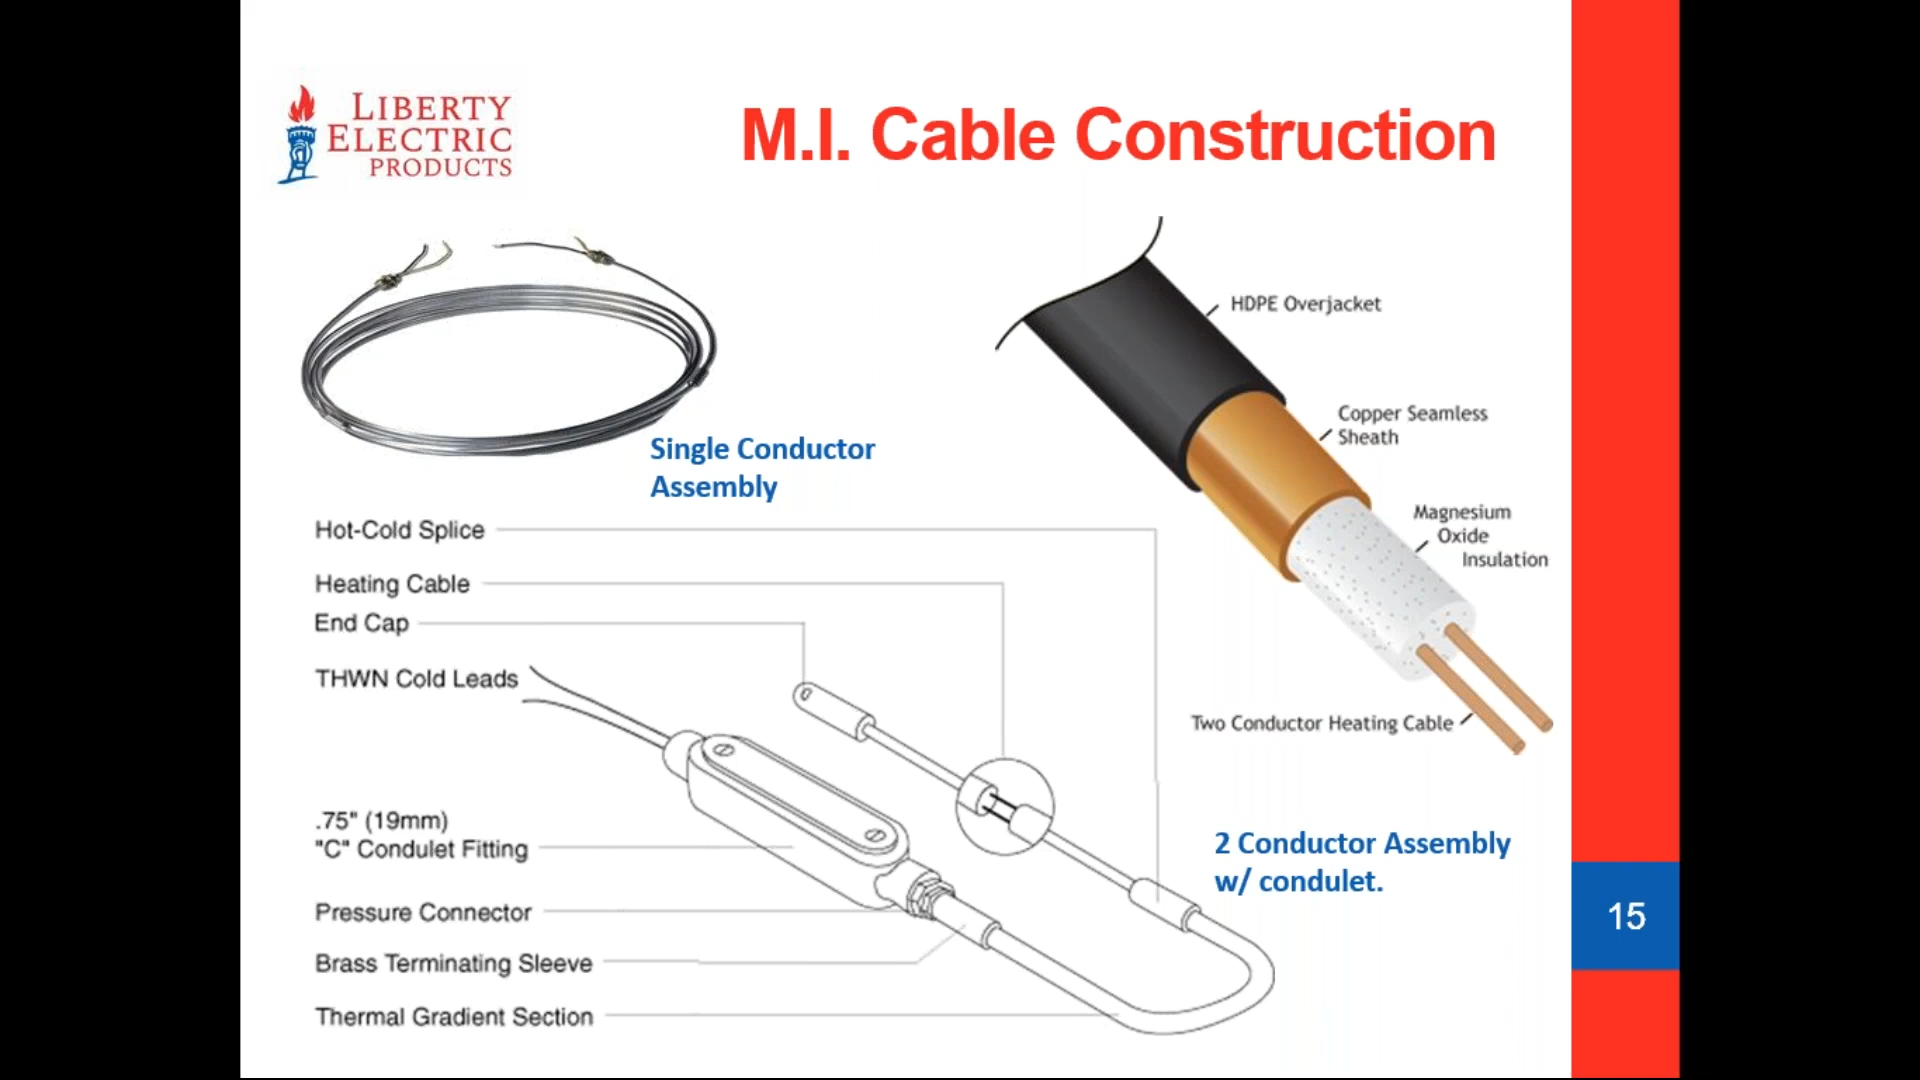 LIBERTY
ELECTRIC
PRODUCTS
M.I. Cable Construction
HDPE Overjacket
Copper Seamless
Sheath
Magnesium
Oxide
Insulation
Two Conductor Heating Cable
Single Conductor
Assembly
Hot-Cold Splice
Heating Cable
End Cap
THWN Cold Leads
.75" (19mm)
"C" Condulet Fitting
Pressure Connector
Brass Terminating Sleeve
Thermal Gradient Section
2 Conductor Assembly
w/ condulet.
15